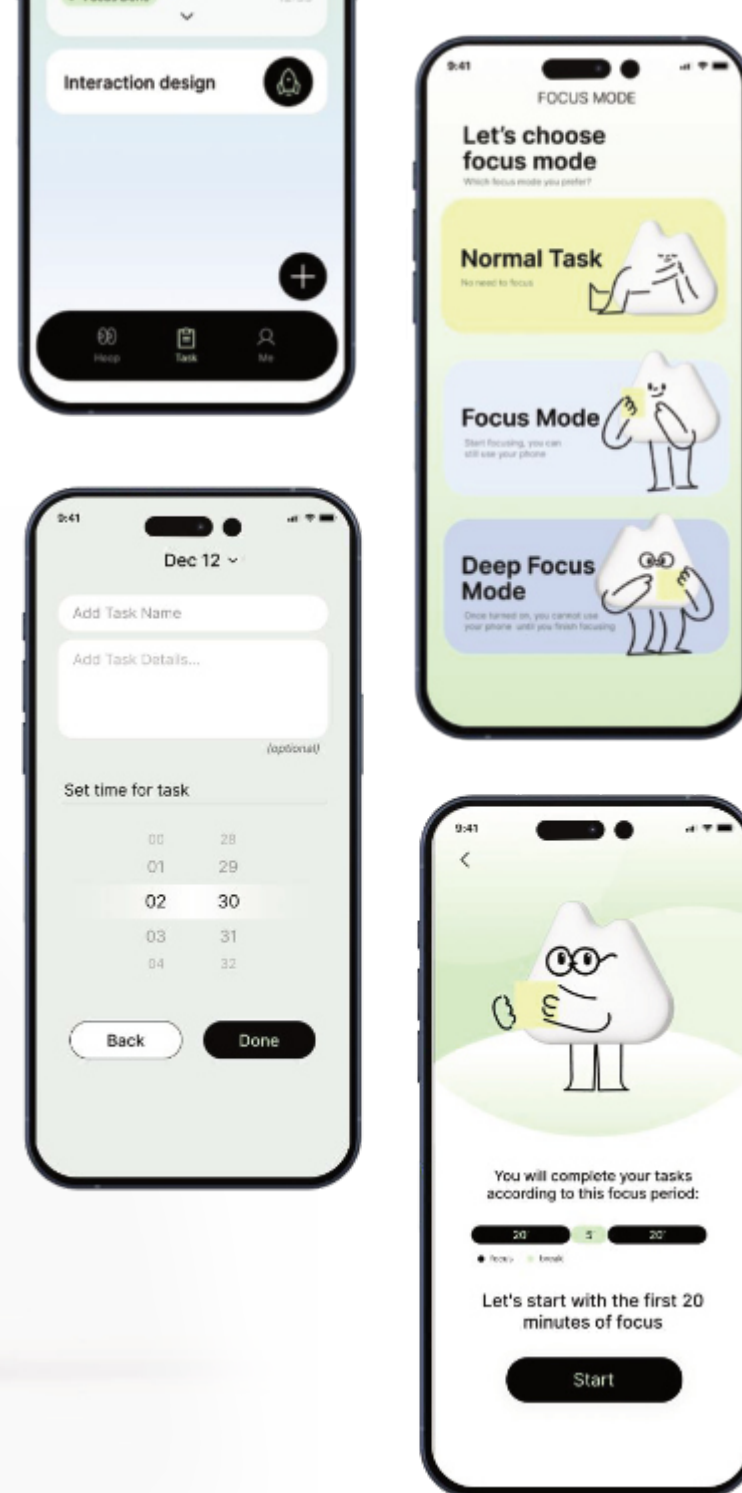 Interaction design
Heop
Task
Me
9:41
FOCUS MODE
Let's choose
focus mode
Which focus mode you prefer?
Normal Task
No need to focus
Focus Mode
Start focusing, you can
still use your phone
Deep Focus
Mode
Once turned on, you cannot use
your phone until you finish focusing
9:41
Dec 12
Add Task Name
Add Task Details...
(optional)
Set time for task
00 28
01 29
02 30
03 31
04 32
Back
Done
9:41
You will complete your tasks
according to this focus period:
20' 5' 20'
focus break
Let's start with the first 20
minutes of focus
Start